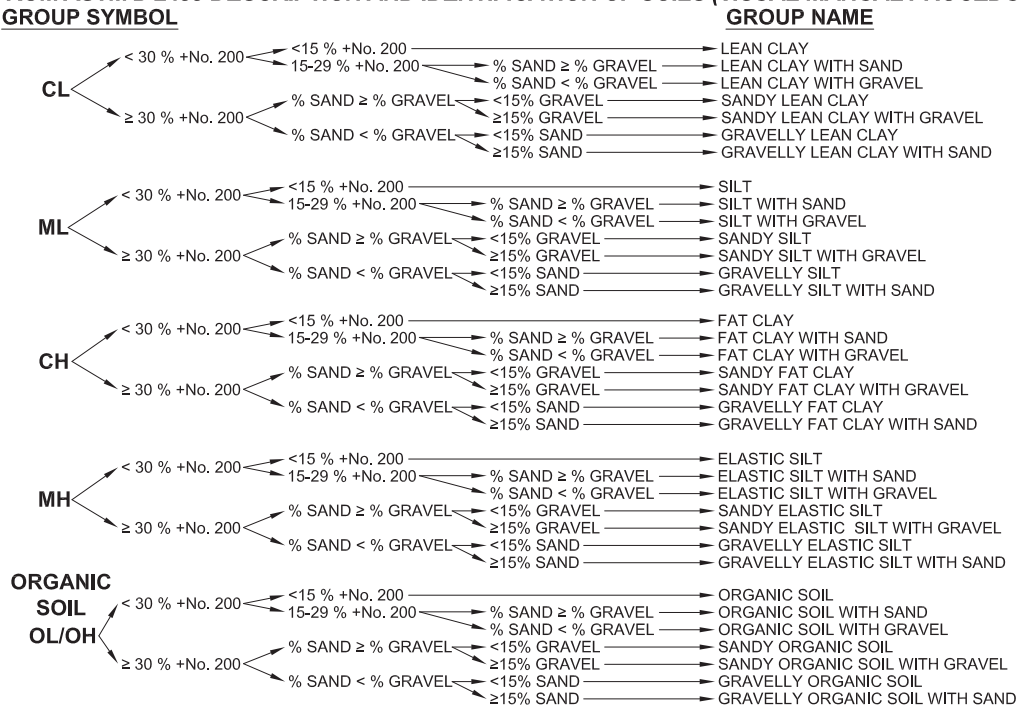 GROUP SYMBOL GROUP NAME
<15 % +No. 200 LEAN CLAY
< 30 % +No. 200 15-29 % +No. 200 % SAND ≥ % GRAVEL LEAN CLAY WITH SAND
% SAND < % GRAVEL LEAN CLAY WITH GRAVEL
CL
% SAND ≥ % GRAVEL <15% GRAVEL SANDY LEAN CLAY
≥ 30 % +No. 200 ≥15% GRAVEL SANDY LEAN CLAY WITH GRAVEL
% SAND < % GRAVEL <15% SAND GRAVELLY LEAN CLAY
≥15% SAND GRAVELLY LEAN CLAY WITH SAND
<15 % +No. 200 SILT
< 30 % +No. 200 15-29 % +No. 200 % SAND ≥ % GRAVEL SILT WITH SAND
% SAND < % GRAVEL SILT WITH GRAVEL
ML
% SAND ≥ % GRAVEL <15% GRAVEL SANDY SILT
≥ 30 % +No. 200 ≥15% GRAVEL SANDY SILT WITH GRAVEL
% SAND < % GRAVEL <15% SAND GRAVELLY SILT
≥15% SAND GRAVELLY SILT WITH SAND
<15 % +No. 200 FAT CLAY
< 30 % +No. 200 15-29 % +No. 200 % SAND ≥ % GRAVEL FAT CLAY WITH SAND
% SAND < % GRAVEL FAT CLAY WITH GRAVEL
CH
% SAND ≥ % GRAVEL <15% GRAVEL SANDY FAT CLAY
≥ 30 % +No. 200 ≥15% GRAVEL SANDY FAT CLAY WITH GRAVEL
% SAND < % GRAVEL <15% SAND GRAVELLY FAT CLAY
≥15% SAND GRAVELLY FAT CLAY WITH SAND
<15 % +No. 200 ELASTIC SILT
< 30 % +No. 200 15-29 % +No. 200 % SAND ≥ % GRAVEL ELASTIC SILT WITH SAND
% SAND < % GRAVEL ELASTIC SILT WITH GRAVEL
MH
% SAND ≥ % GRAVEL <15% GRAVEL SANDY ELASTIC SILT
≥ 30 % +No. 200 ≥15% GRAVEL SANDY ELASTIC SILT WITH GRAVEL
% SAND < % GRAVEL <15% SAND GRAVELLY ELASTIC SILT
≥15% SAND GRAVELLY ELASTIC SILT WITH SAND
ORGANIC
SOIL
OL/OH
<15 % +No. 200 ORGANIC SOIL
< 30 % +No. 200 15-29 % +No. 200 % SAND ≥ % GRAVEL ORGANIC SOIL WITH SAND
% SAND < % GRAVEL ORGANIC SOIL WITH GRAVEL
% SAND ≥ % GRAVEL <15% GRAVEL SANDY ORGANIC SOIL
≥ 30 % +No. 200 ≥15% GRAVEL SANDY ORGANIC SOIL WITH GRAVEL
% SAND < % GRAVEL <15% SAND GRAVELLY ORGANIC SOIL
≥15% SAND GRAVELLY ORGANIC SOIL WITH SAND